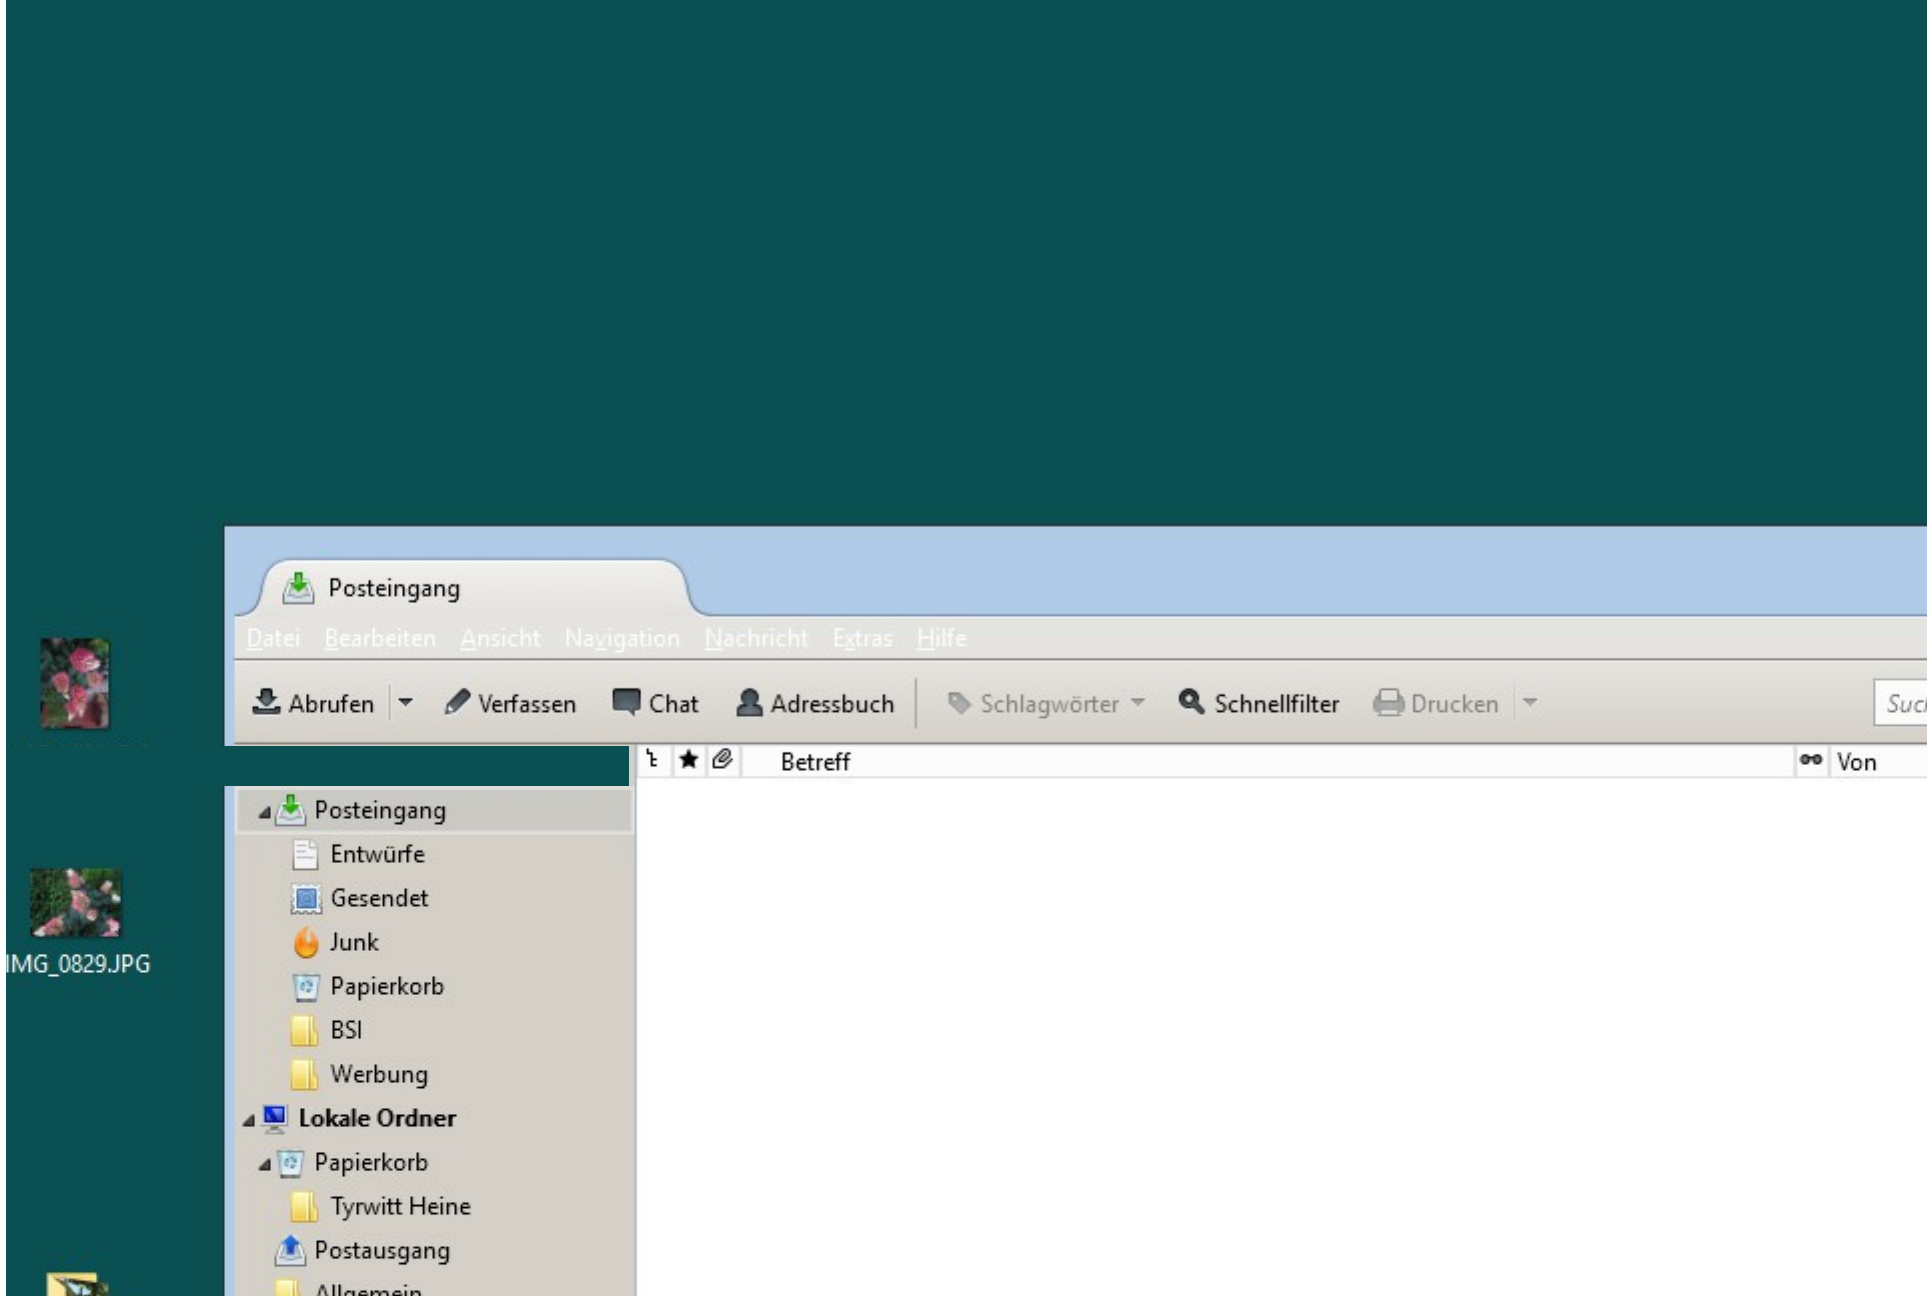 Posteingang
Datei Bearbeiten Ansicht Navigation Nachricht Extras Hilfe
Abrufen Verfassen Chat Adressbuch Schlagwörter Schnellfilter Drucken
Betreff Von
Posteingang
Entwürfe
Gesendet
Junk
IMG_0829.JPG
Papierkorb
BSI
Werbung
Lokale Ordner
Papierkorb
Tyrwitt Heine
Postausgang
Allgemein